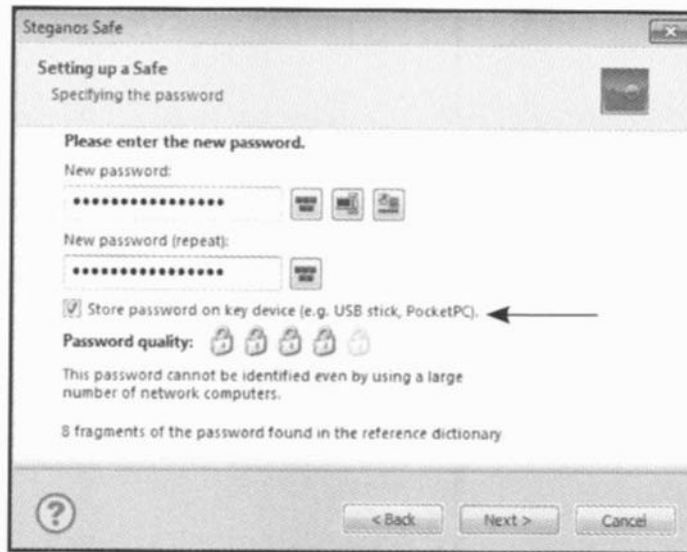 Steganos Safe
Setting up a Safe
Specifying the password
Please enter the new password.
New password:
••••••••••••••••
New password (repeat):
••••••••••••••••
Store password on key device (e.g. USB stick, PocketPC).
Password quality:
This password cannot be identified even by using a large
number of network computers.
8 fragments of the password found in the reference dictionary
?
< Back Next > Cancel